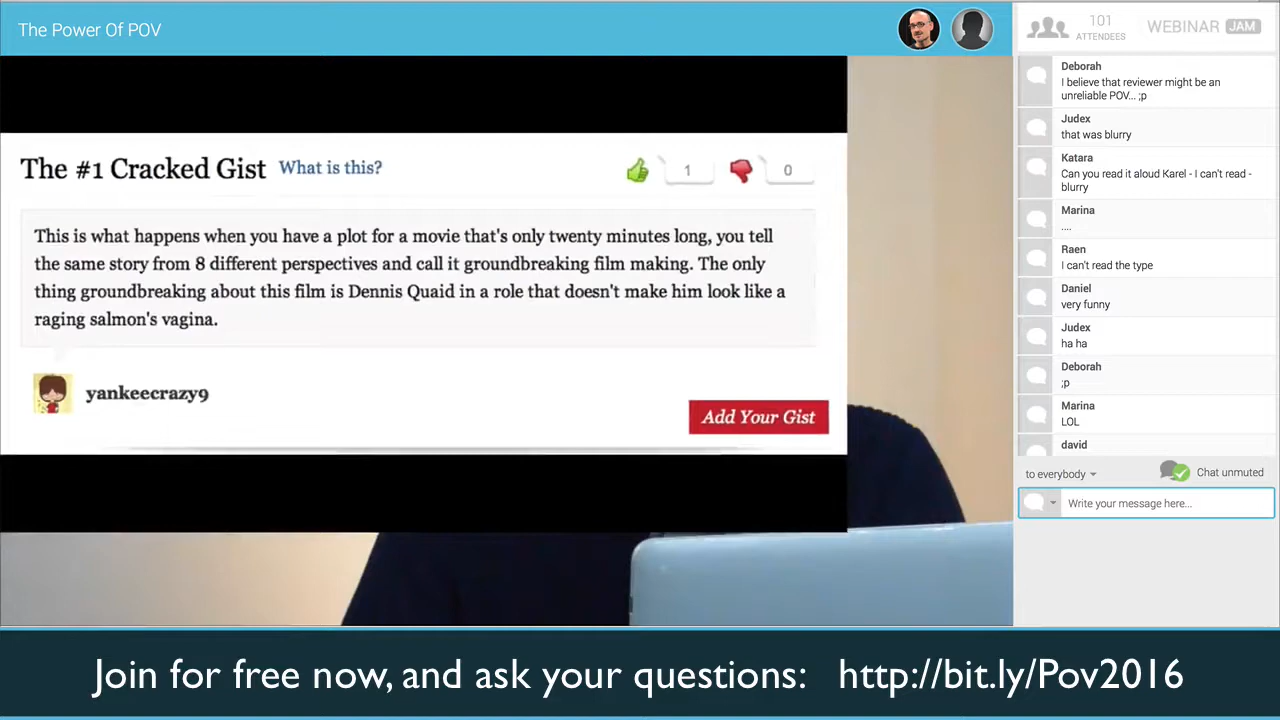 The Power Of POV
101
ATTENDEES
WEBINAR JAM
The #1 Cracked Gist What is this?
1
0
This is what happens when you have a plot for a movie that's only twenty minutes long, you tell
the same story from 8 different perspectives and call it groundbreaking film making. The only
thing groundbreaking about this film is Dennis Quaid in a role that doesn't make him look like a
raging salmon's vagina.
yankeecrazy9
Add Your Gist
Deborah
I believe that reviewer might be an
unreliable POV... ;p
Judex
that was blurry
Katara
Can you read it aloud Karel - I can't read -
blurry
Marina
....
Raen
I can't read the type
Daniel
very funny
Judex
ha ha
Deborah
;p
Marina
LOL
david
to everybody
Chat unmuted
Write your message here...
Join for free now, and ask your questions: http://bit.ly/Pov2016